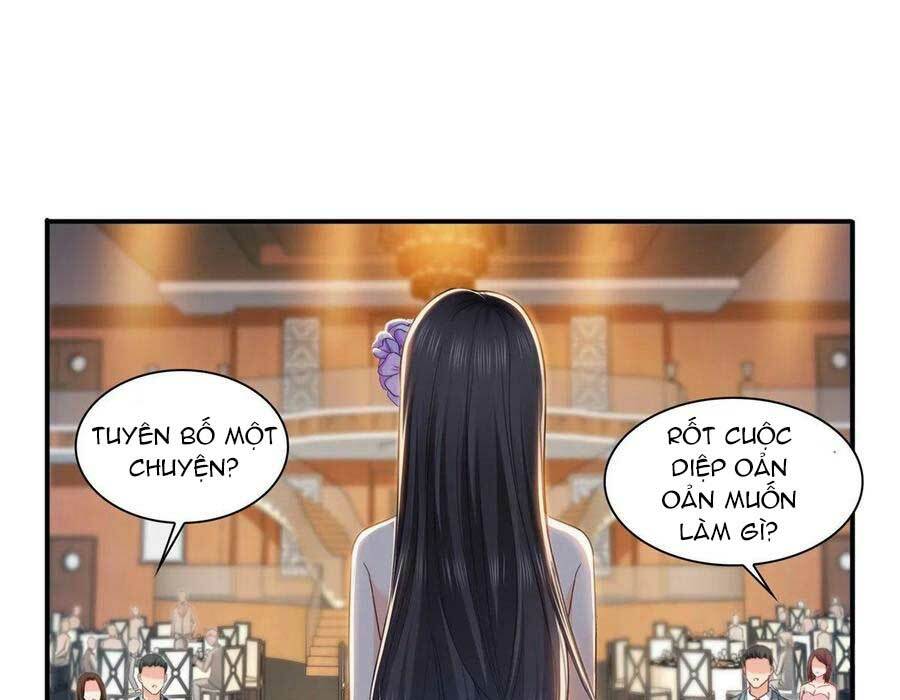 TUYÊN BỐ MỘT
CHUYỆN?
RỐT CUỘC
DIỆP OẢN
OẢN MUỐN
LÀM GÌ?